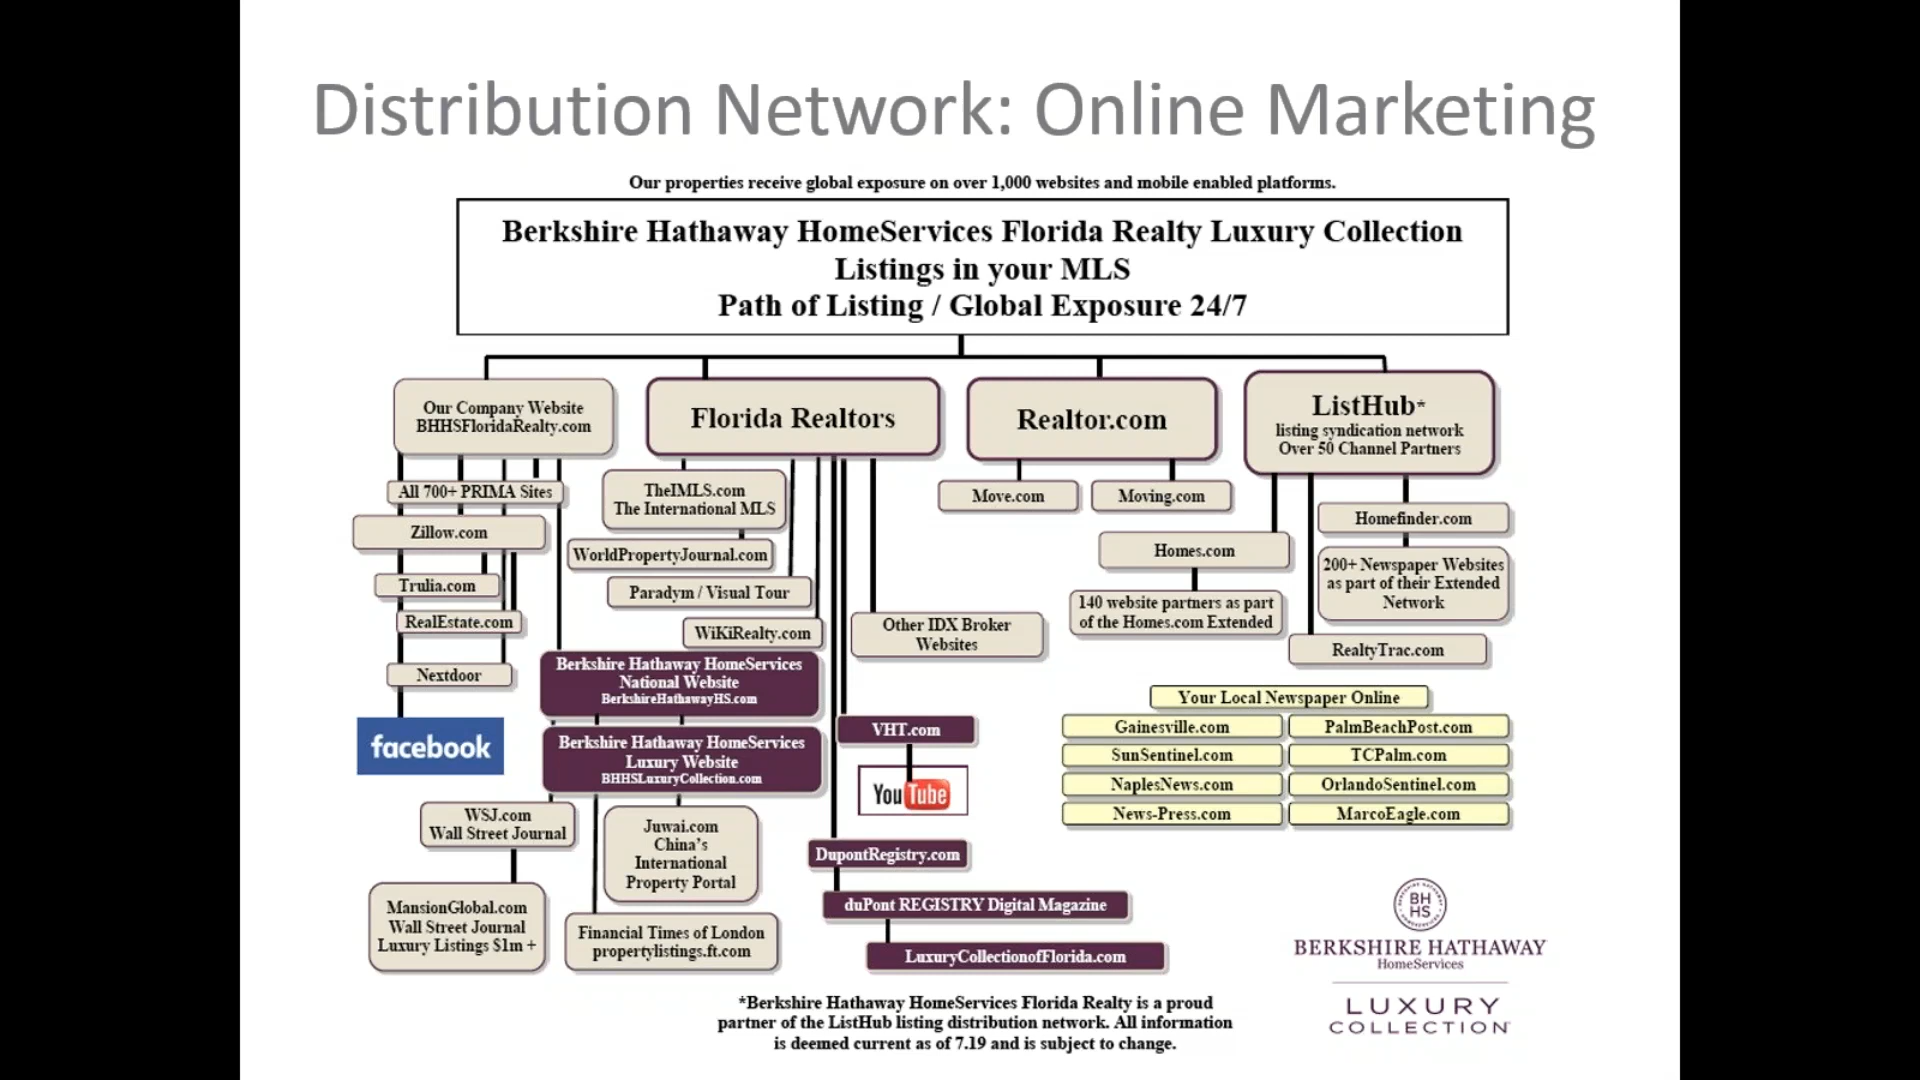 Distribution Network: Online Marketing
Our properties receive global exposure on over 1,000 websites and mobile enabled platforms.
Berkshire Hathaway HomeServices Florida Realty Luxury Collection
Listings in your MLS
Path of Listing / Global Exposure 24/7
Our Company Website
BHHSFloridaRealty.com
Florida Realtors
Realtor.com
ListHub*
listing syndication network
Over 50 Channel Partners
All 700+ PRIMA Sites
Zillow.com
Trulia.com
RealEstate.com
Nextdoor
facebook
TheIMLS.com
The International MLS
WorldPropertyJournal.com
Paradym / Visual Tour
WiKiRealty.com
Berkshire Hathaway HomeServices
National Website
BerkshireHathawayHS.com
Berkshire Hathaway HomeServices
Luxury Website
BHHSLuxuryCollection.com
WSJ.com
Wall Street Journal
MansionGlobal.com
Wall Street Journal
Luxury Listings $1m +
Juwai.com
China's
International
Property Portal
Financial Times of London
propertylistings.ft.com
Other IDX Broker
Websites
VHT.com
YouTube
DupontRegistry.com
duPont REGISTRY Digital Magazine
LuxuryCollectionofFlorida.com
Move.com
Moving.com
Homes.com
140 website partners as part
of the Homes.com Extended
Homefinder.com
200+ Newspaper Websites
as part of their Extended
Network
RealtyTrac.com
Your Local Newspaper Online
Gainesville.com
PalmBeachPost.com
SunSentinel.com
TCPalm.com
NaplesNews.com
OrlandoSentinel.com
News-Press.com
MarcoEagle.com
BH
HS
BERKSHIRE HATHAWAY
HomeServices
LUXURY
COLLECTION
*Berkshire Hathaway HomeServices Florida Realty is a proud
partner of the ListHub listing distribution network. All information
is deemed current as of 7.19 and is subject to change.